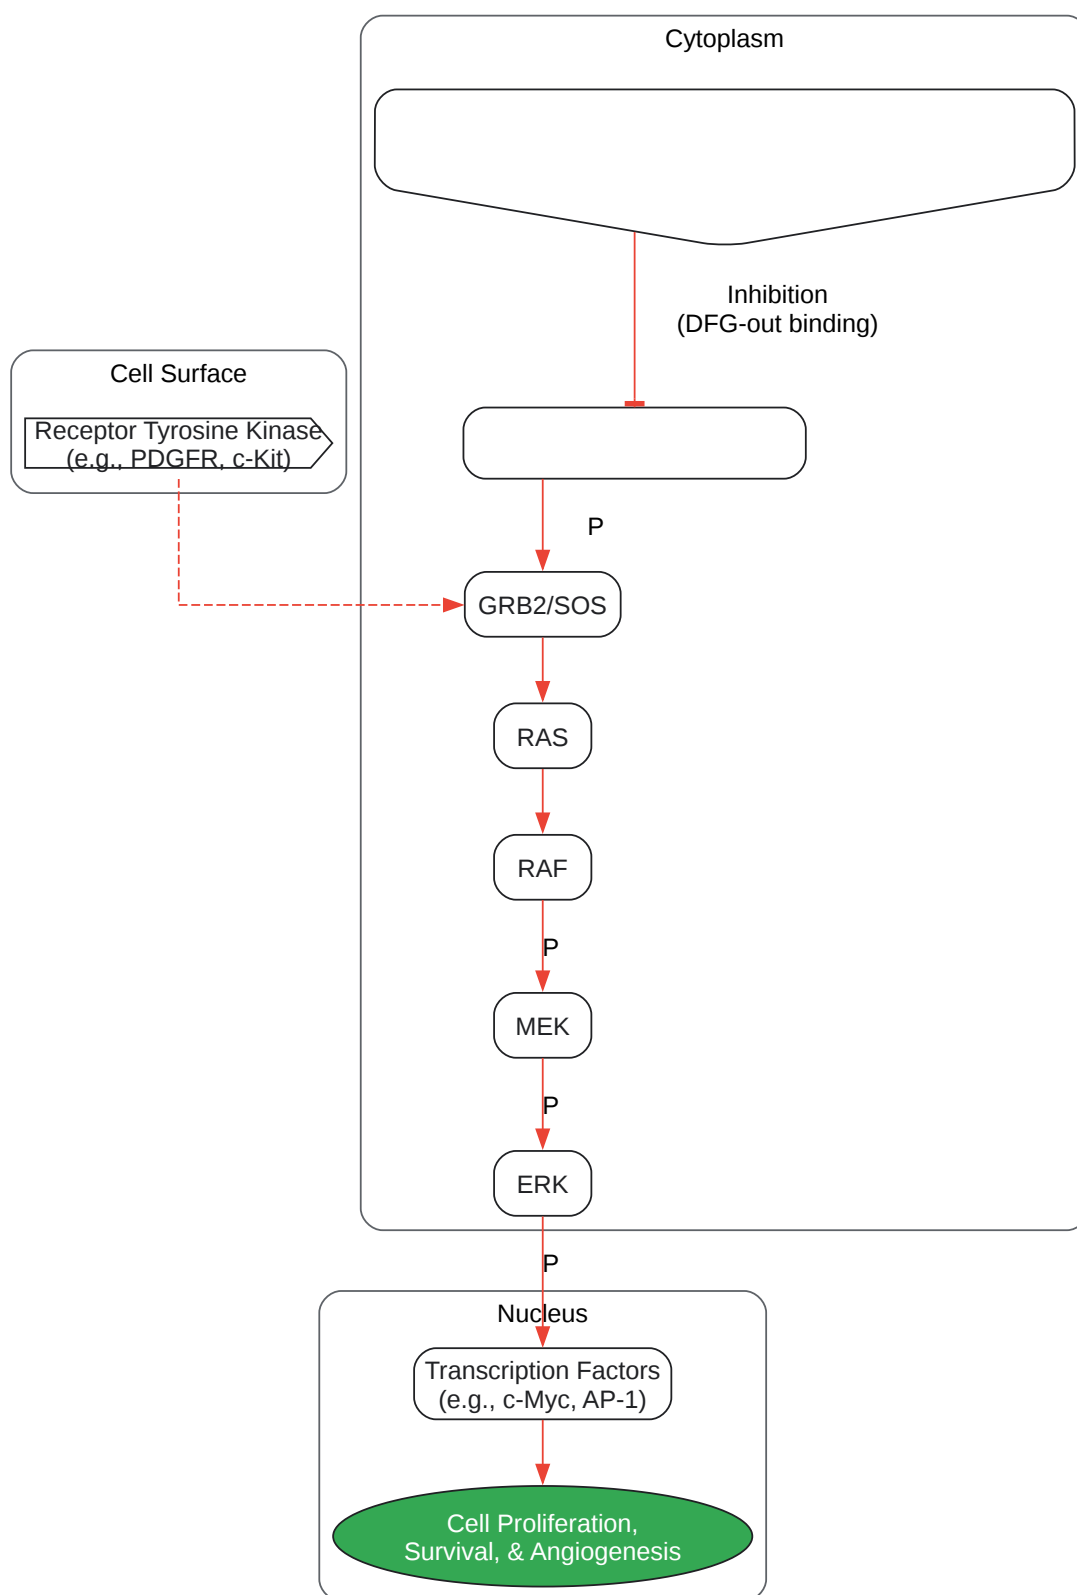 Cytoplasm
Inhibition
(DFG-out binding)
Cell Surface
Receptor Tyrosine Kinase
(e.g., PDGFR, c-Kit)
P
GRB2/SOS
RAS
RAF
P
MEK
P
ERK
P
Nucleus
Transcription Factors
(e.g., c-Myc, AP-1)
Cell Proliferation,
Survival, & Angiogenesis